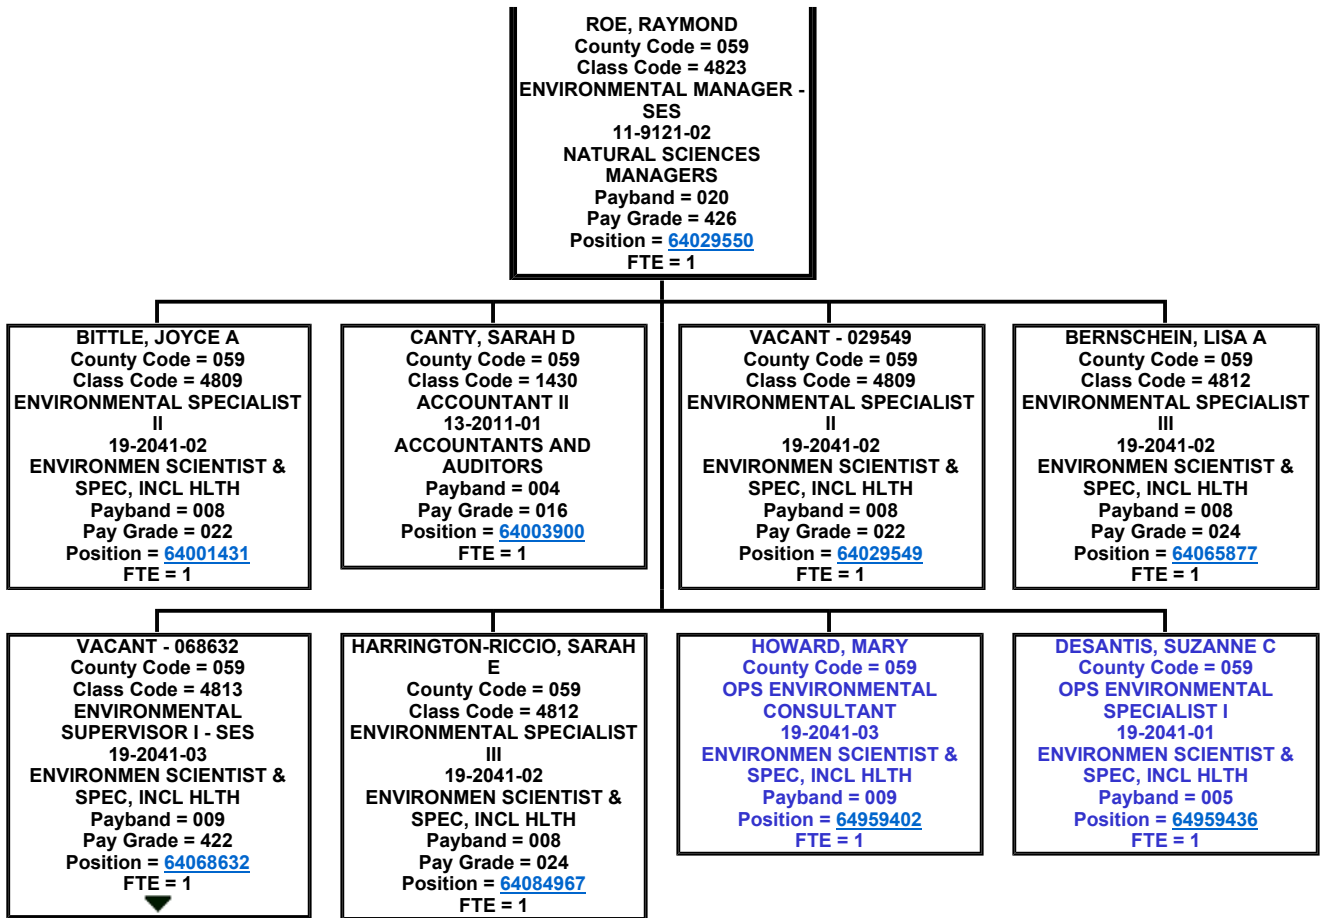 ROE, RAYMOND
County Code = 059
Class Code = 4823
ENVIRONMENTAL MANAGER -
SES
11-9121-02
NATURAL SCIENCES
MANAGERS
Payband = 020
Pay Grade = 426
Position = 64029550
FTE = 1
BITTLE, JOYCE A
County Code = 059
Class Code = 4809
ENVIRONMENTAL SPECIALIST
II
19-2041-02
ENVIRONMEN SCIENTIST &
SPEC, INCL HLTH
Payband = 008
Pay Grade = 022
Position = 64001431
FTE = 1
CANTY, SARAH D
County Code = 059
Class Code = 1430
ACCOUNTANT II
13-2011-01
ACCOUNTANTS AND
AUDITORS
Payband = 004
Pay Grade = 016
Position = 64003900
FTE = 1
VACANT - 029549
County Code = 059
Class Code = 4809
ENVIRONMENTAL SPECIALIST
II
19-2041-02
ENVIRONMEN SCIENTIST &
SPEC, INCL HLTH
Payband = 008
Pay Grade = 022
Position = 64029549
FTE = 1
BERNSCHEIN, LISA A
County Code = 059
Class Code = 4812
ENVIRONMENTAL SPECIALIST
III
19-2041-02
ENVIRONMEN SCIENTIST &
SPEC, INCL HLTH
Payband = 008
Pay Grade = 024
Position = 64065877
FTE = 1
VACANT - 068632
County Code = 059
Class Code = 4813
ENVIRONMENTAL
SUPERVISOR I - SES
19-2041-03
ENVIRONMEN SCIENTIST &
SPEC, INCL HLTH
Payband = 009
Pay Grade = 422
Position = 64068632
FTE = 1
HARRINGTON-RICCIO, SARAH
E
County Code = 059
Class Code = 4812
ENVIRONMENTAL SPECIALIST
III
19-2041-02
ENVIRONMEN SCIENTIST &
SPEC, INCL HLTH
Payband = 008
Pay Grade = 024
Position = 64084967
FTE = 1
HOWARD, MARY
County Code = 059
OPS ENVIRONMENTAL
CONSULTANT
19-2041-03
ENVIRONMEN SCIENTIST &
SPEC, INCL HLTH
Payband = 009
Position = 64959402
FTE = 1
DESANTIS, SUZANNE C
County Code = 059
OPS ENVIRONMENTAL
SPECIALIST I
19-2041-01
ENVIRONMEN SCIENTIST &
SPEC, INCL HLTH
Payband = 005
Position = 64959436
FTE = 1